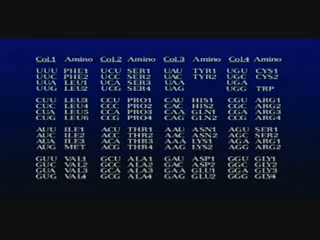 Col.1 Amino Col.2 Amino Col.3 Amino Col.4 Amino
UUU PHE1 UCU SER1 UAU TYR1 UGU CYS1
UUC PHE2 UCC SER2 UAC TYR2 UGC CYS2
UUA LEU1 UCA SER3 UAA UGA
UUG LEU2 UCG SER4 UAG UGG TRP
CUU LEU3 CCU PRO1 CAU HIS1 CGU ARG1
CUC LEU4 CCC PRO2 CAC HIS2 CGC ARG2
CUA LEU5 CCA PRO3 CAA GLN1 CGA ARG3
CUG LEU6 CCG PRO4 CAG GLN2 CGG ARG4
AUU ILE1 ACU THR1 AAU ASN1 AGU SER1
AUC ILE2 ACC THR2 AAC ASN2 AGC SER2
AUA ILE3 ACA THR3 AAA LYS1 AGA ARG1
AUG MET ACG THR4 AAG LYS2 AGG ARG2
GUU VAL1 GCU ALA1 GAU ASP1 GGU GLY1
GUC VAL2 GCC ALA2 GAC ASP2 GGC GLY2
GUA VAL3 GCA ALA3 GAA GLU1 GGA GLY3
GUG VAL4 GCG ALA4 GAG GLU2 GGG GLY4